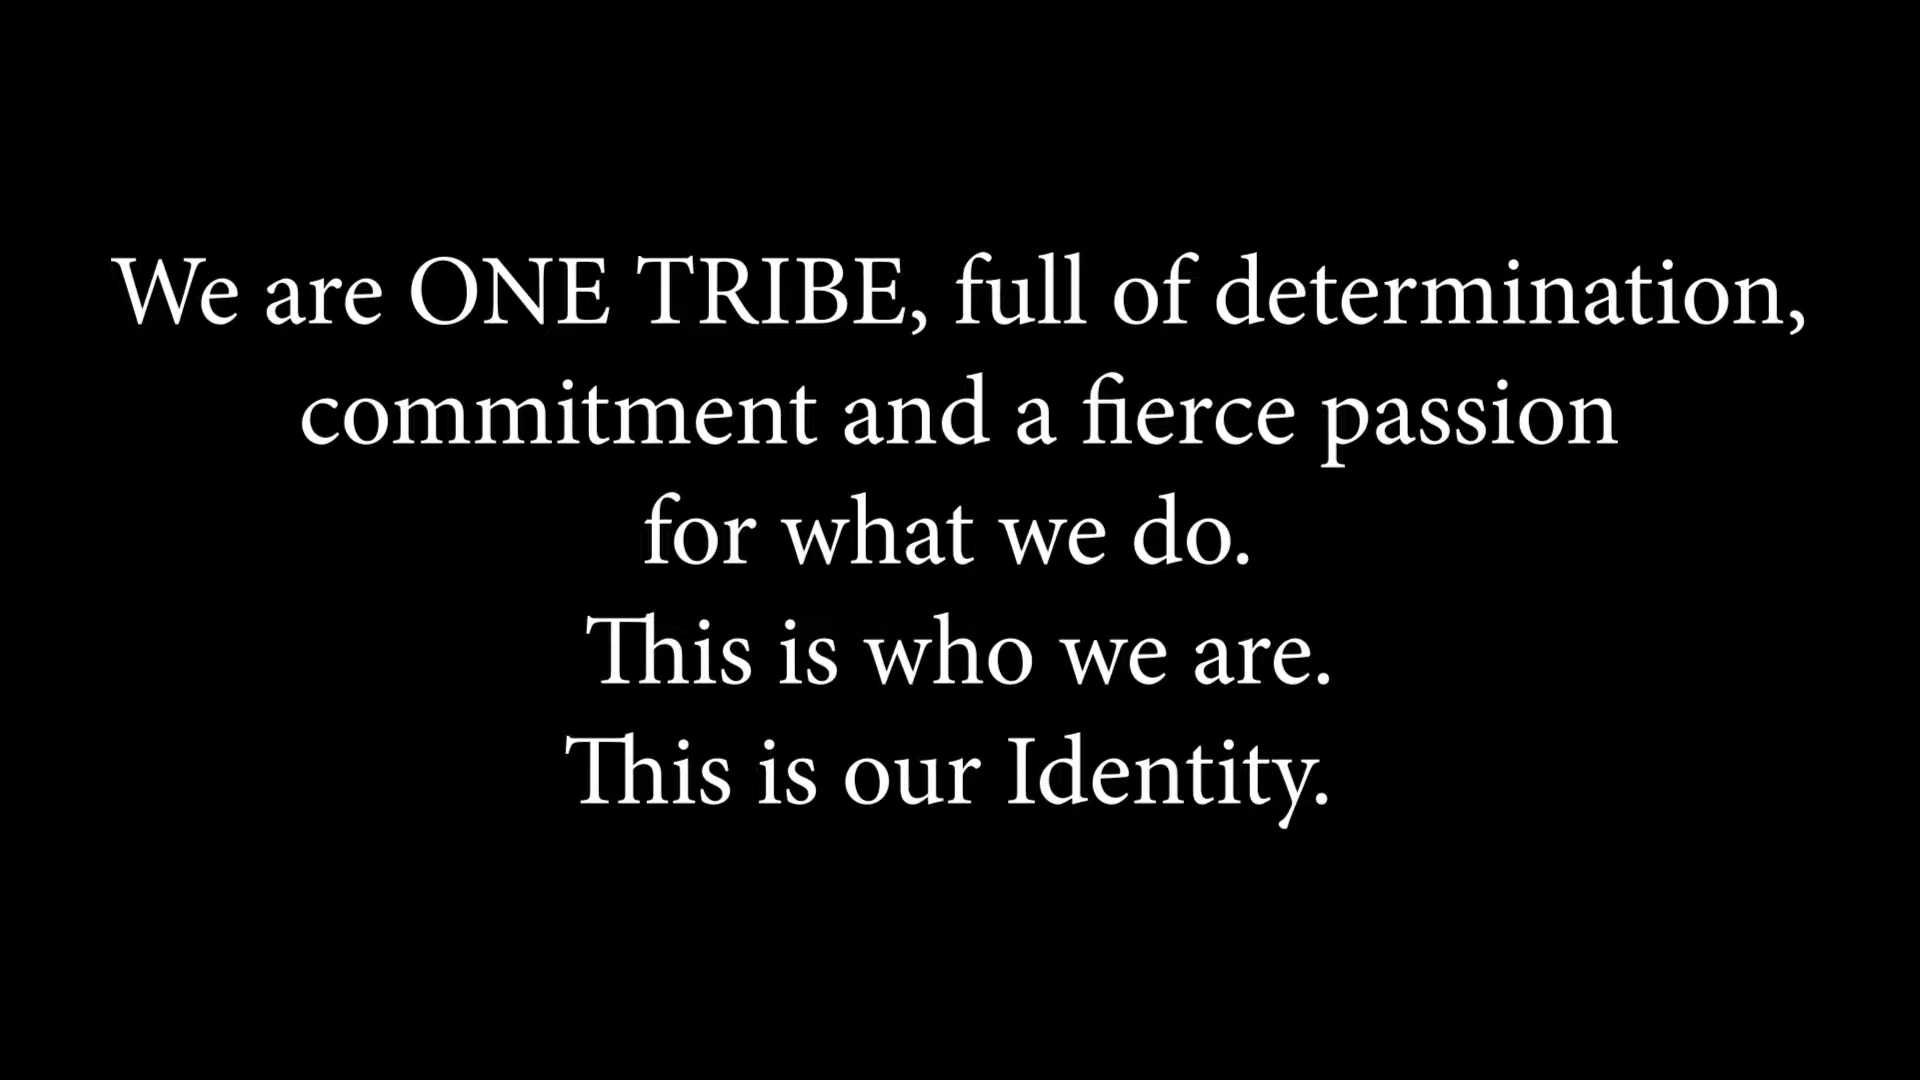 We are ONE TRIBE, full of determination,
commitment and a fierce passion
for what we do.
This is who we are.
This is our Identity.